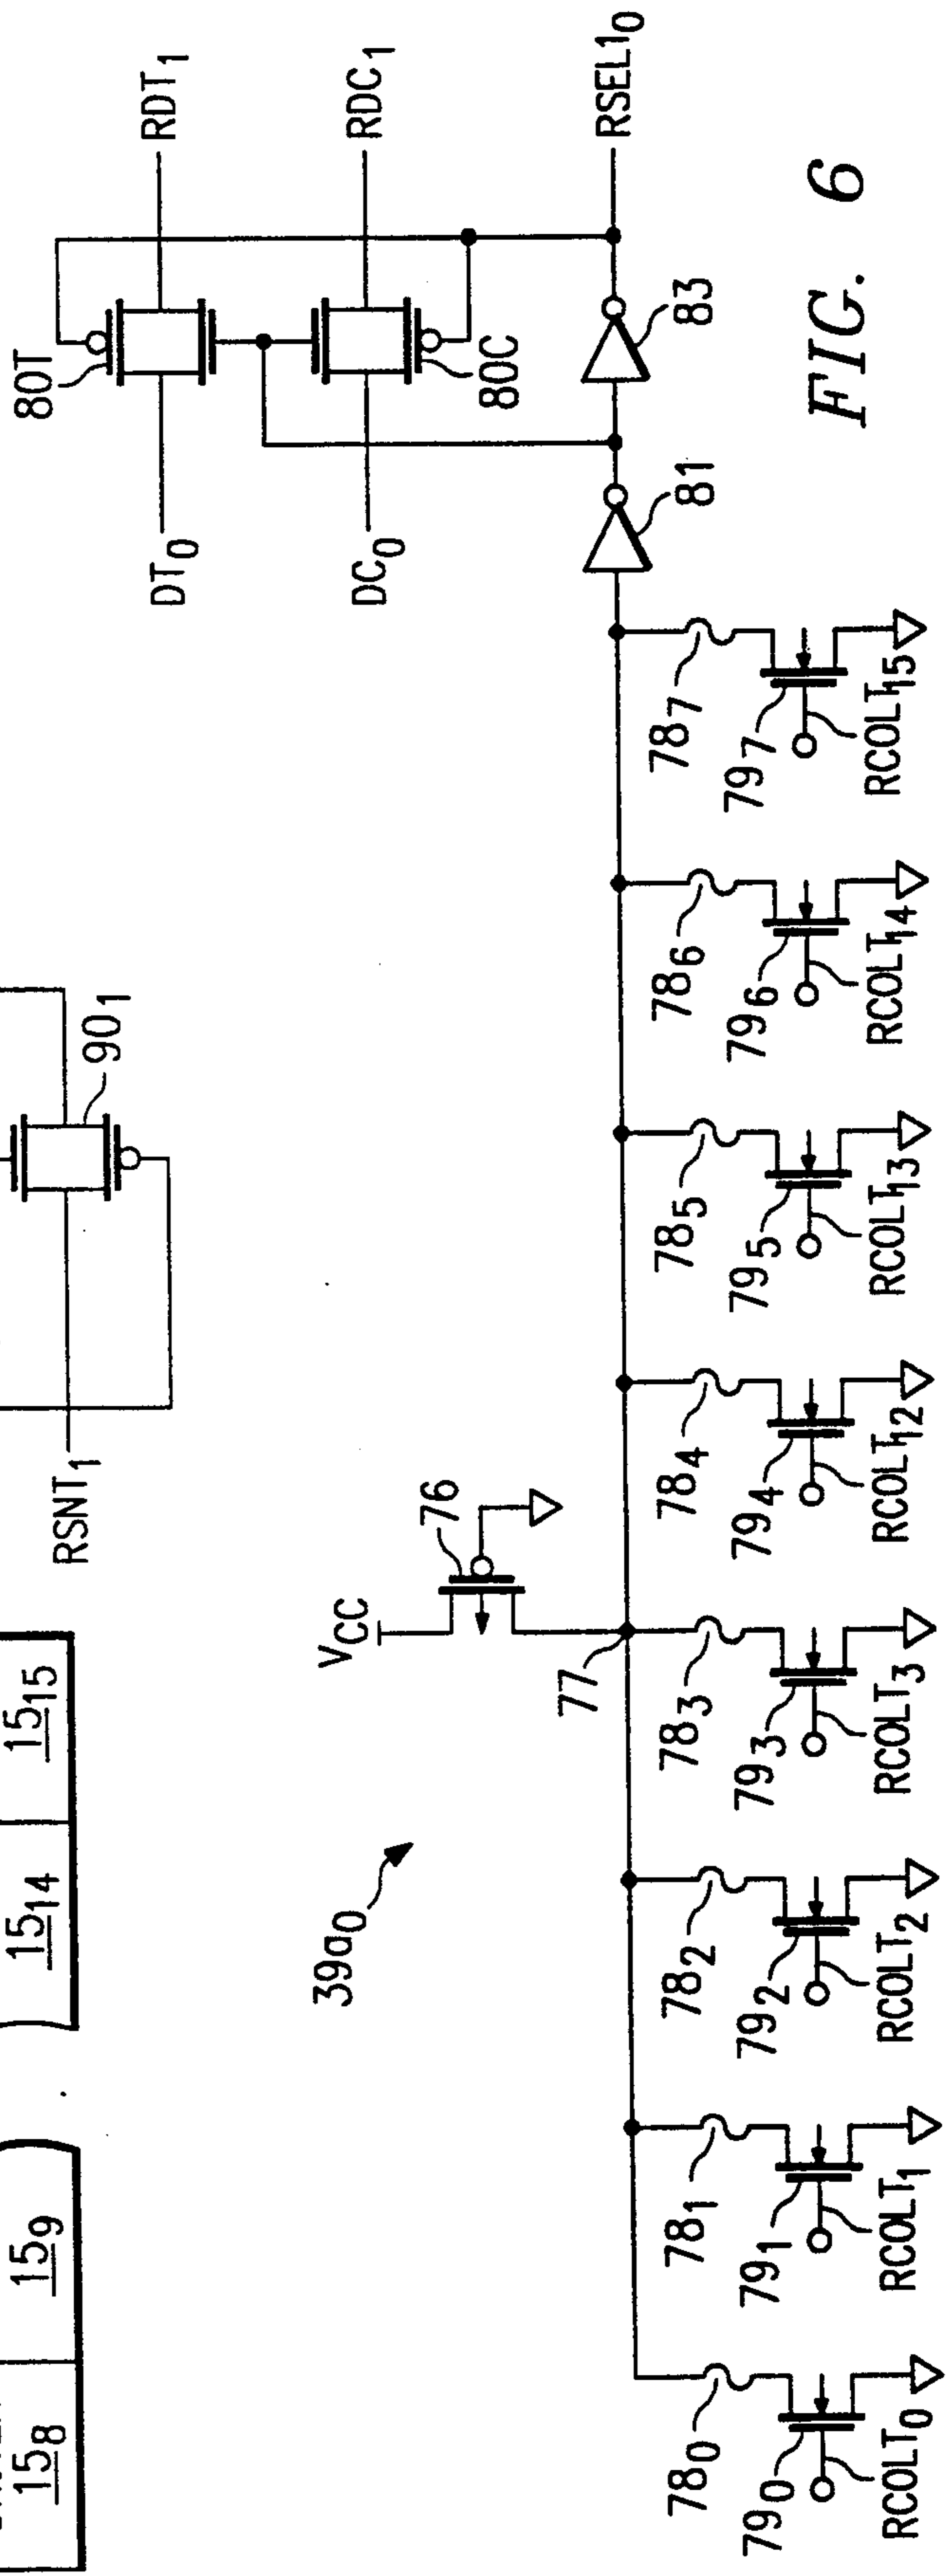 15₈
15₉
15₁₄
15₁₅
RSNT₁
90₁
39a₀
V_CC
76
77
78₀
78₁
78₂
78₃
78₄
78₅
78₆
78₇
79₀
79₁
79₂
79₃
79₄
79₅
79₆
79₇
RCOLT₀
RCOLT₁
RCOLT₂
RCOLT₃
RCOLT₁₂
RCOLT₁₃
RCOLT₁₄
RCOLT₁₅
80T
DT₀
RDT₁
DC₀
RDC₁
80C
81
83
RSEL1₀
FIG. 6